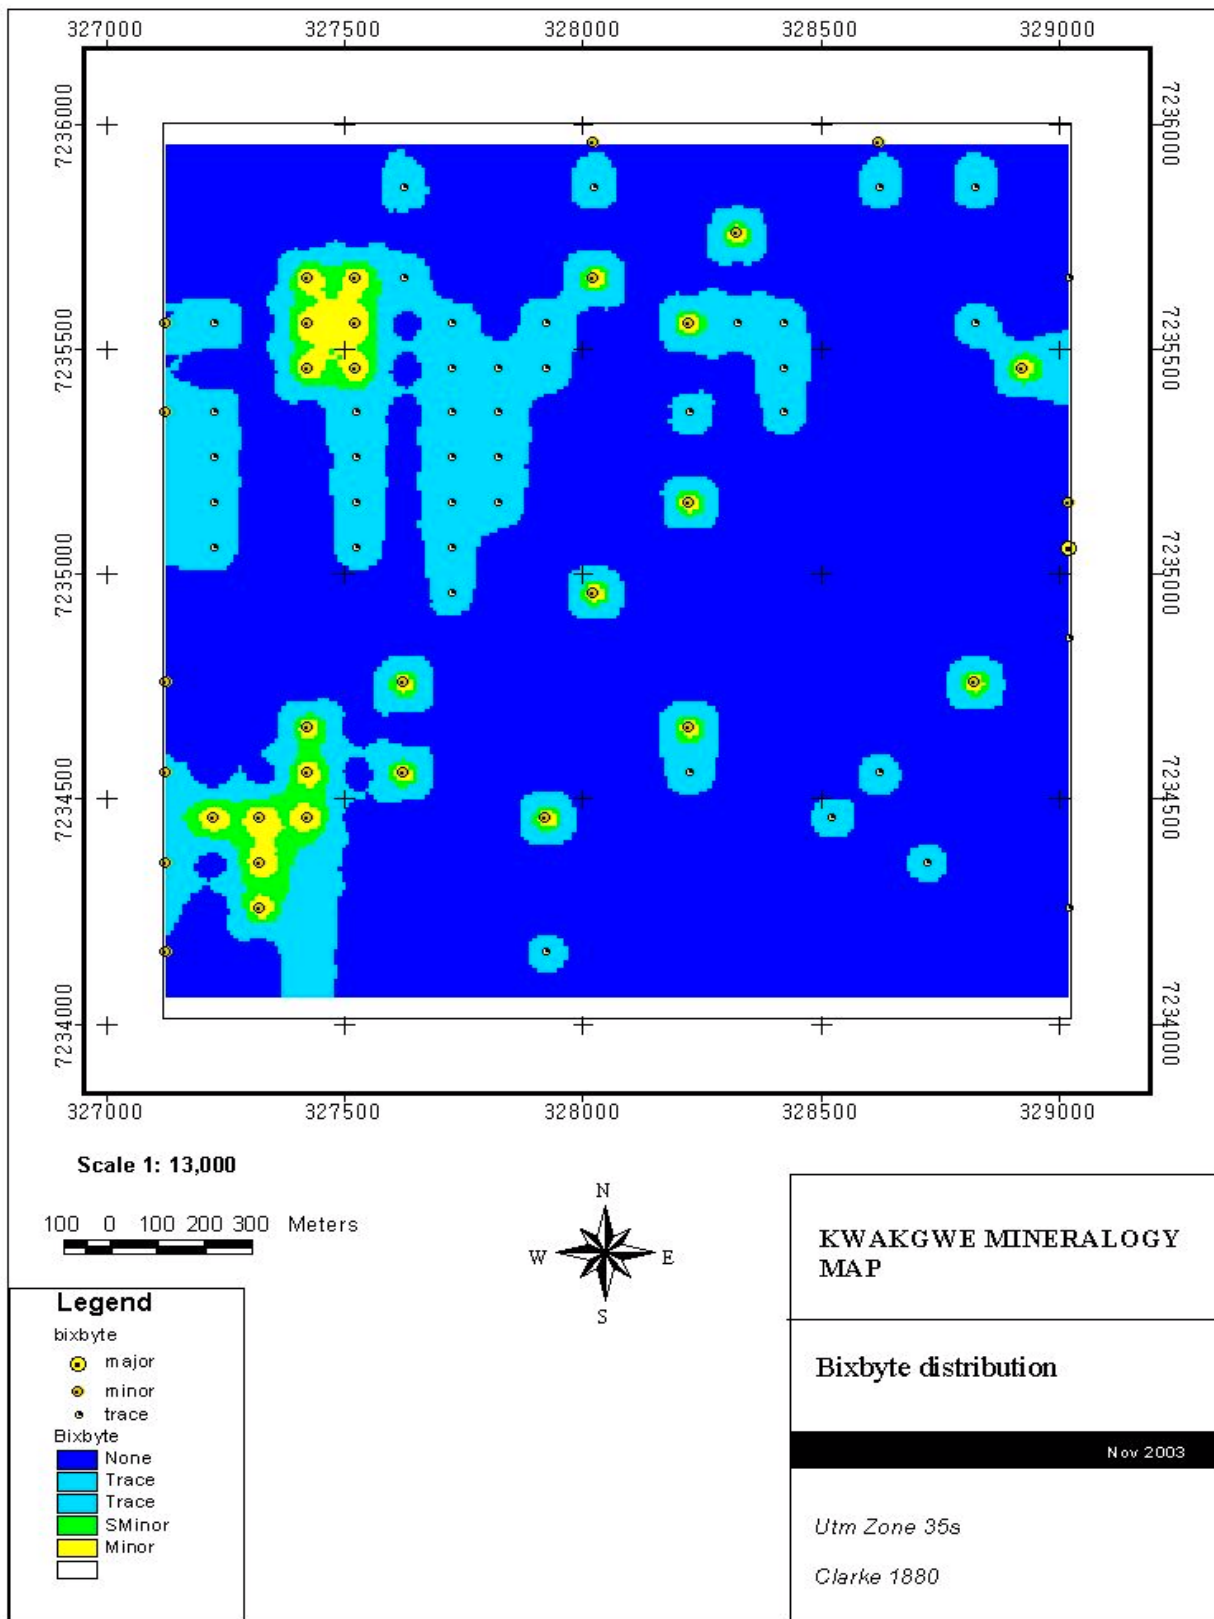 327000 327500 328000 328500 329000
7236000 7236000
7235500 7235500
7235000 7235000
7234500 7234500
7234000 7234000
327000 327500 328000 328500 329000
Scale 1: 13,000
100 0 100 200 300 Meters
N
W E
S
KWAKGWE MINERALOGY
MAP
Bixbyte distribution
Nov 2003
Utm Zone 35s
Clarke 1880
Legend
bixbyte
major
minor
trace
Bixbyte
None
Trace
Trace
SMinor
Minor